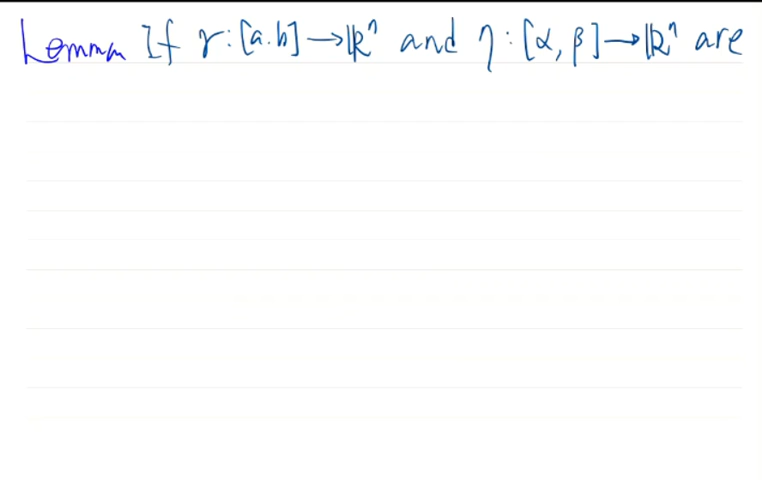 Lemma If γ : [a.b] → ℝⁿ and η : [α, β] → ℝⁿ are